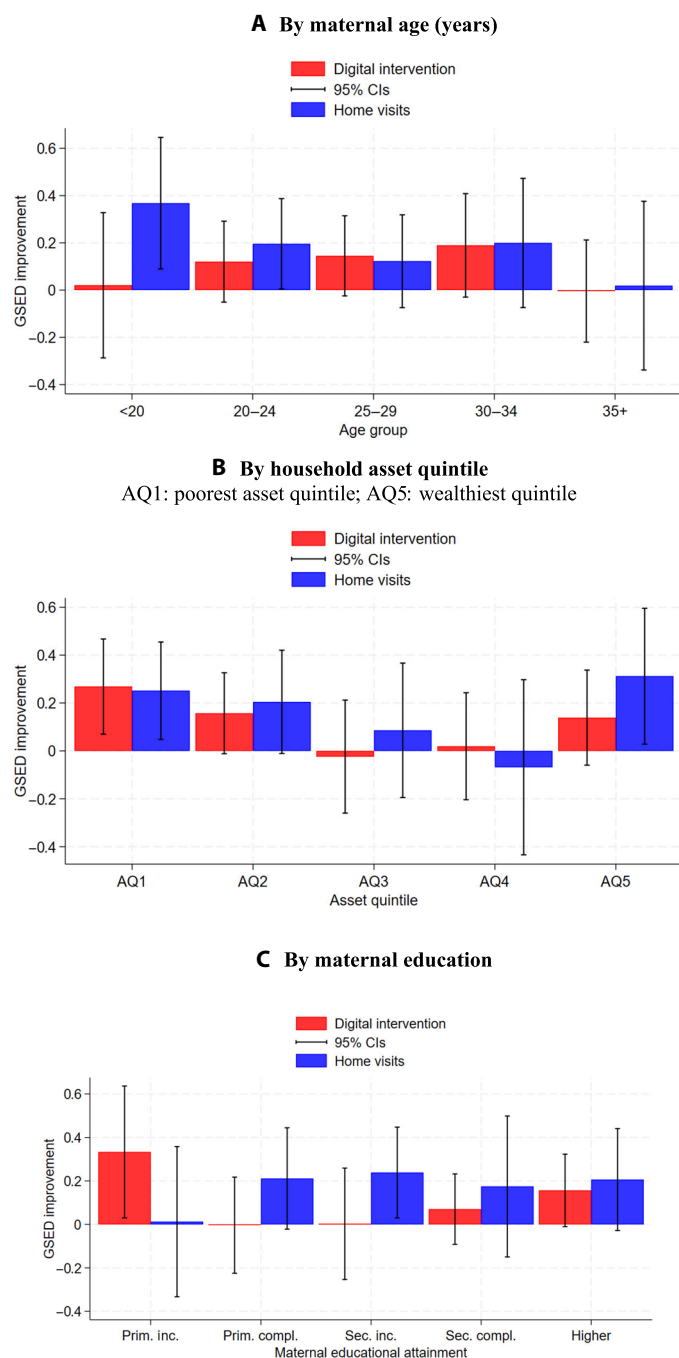 A By maternal age (years)
Digital intervention
95% CIs
Home visits
0.6
0.4
0.2
0
−0.2
−0.4
GSED improvement
<20 20–24 25–29 30–34 35+
Age group
B By household asset quintile
AQ1: poorest asset quintile; AQ5: wealthiest quintile
Digital intervention
95% CIs
Home visits
0.6
0.4
0.2
0
−0.2
−0.4
GSED improvement
AQ1 AQ2 AQ3 AQ4 AQ5
Asset quintile
C By maternal education
Digital intervention
95% CIs
Home visits
0.6
0.4
0.2
0
−0.2
−0.4
GSED improvement
Prim. inc. Prim. compl. Sec. inc. Sec. compl. Higher
Maternal educational attainment